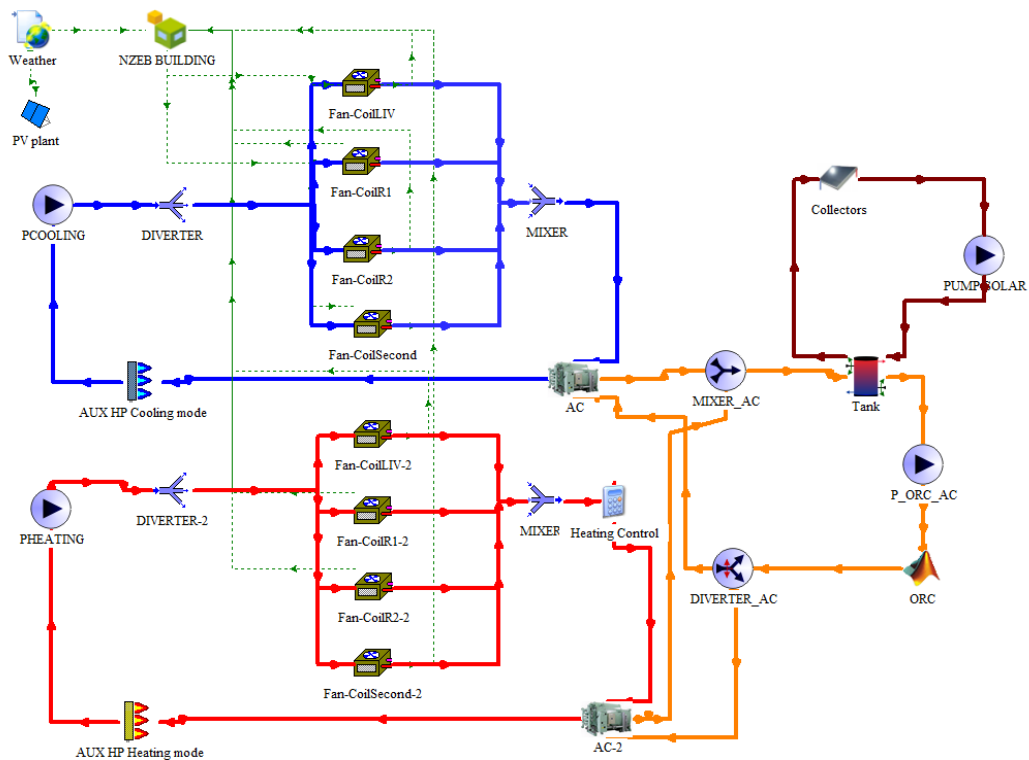 Weather
NZEB BUILDING
PV plant
Fan-CoilLIV
Fan-CoilR1
PCOOLING
DIVERTER
MIXER
Collectors
Fan-CoilR2
PUMP SOLAR
Fan-CoilSecond
AUX HP Cooling mode
AC
MIXER_AC
Tank
Fan-CoilLIV-2
PHEATING
DIVERTER-2
MIXER
Heating Control
P_ORC_AC
Fan-CoilR1-2
DIVERTER_AC
ORC
Fan-CoilR2-2
Fan-CoilSecond-2
AUX HP Heating mode
AC-2